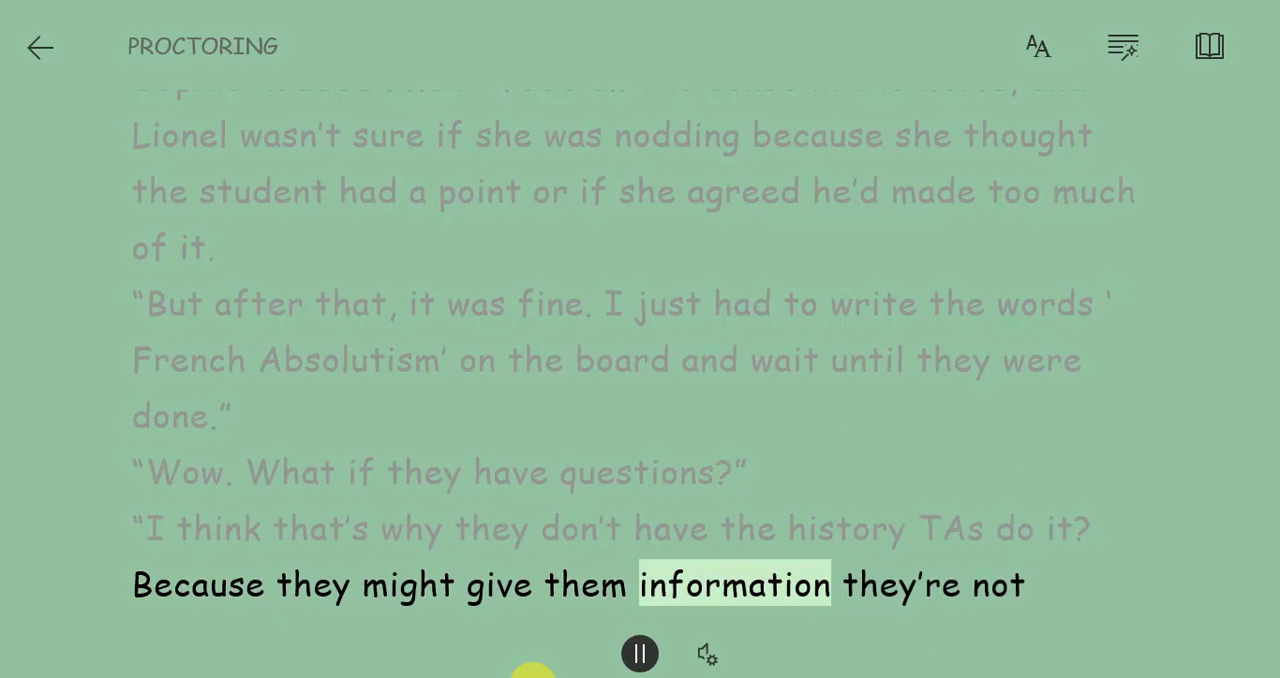 PROCTORING
Lionel wasn’t sure if she was nodding because she thought
the student had a point or if she agreed he’d made too much
of it.
“But after that, it was fine. I just had to write the words ‘
French Absolutism’ on the board and wait until they were
done.”
“Wow. What if they have questions?”
“I think that’s why they don’t have the history TAs do it?
Because they might give them information they’re not